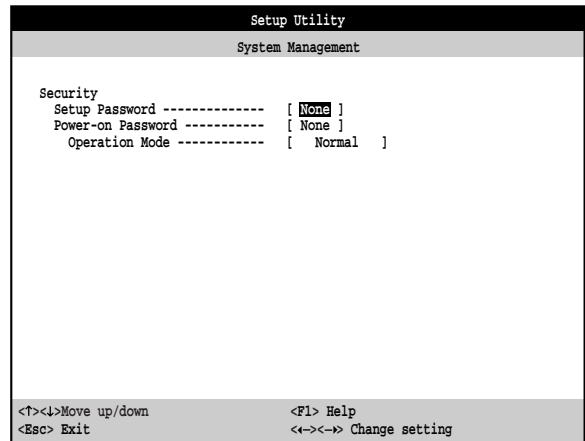 Setup Utility
System Management
Security
Setup Password -------------- [ None ]
Power-on Password ----------- [ None ]
Operation Mode ------------ [ Normal ]
<↑><↓>Move up/down <F1> Help
<Esc> Exit <←><→> Change setting